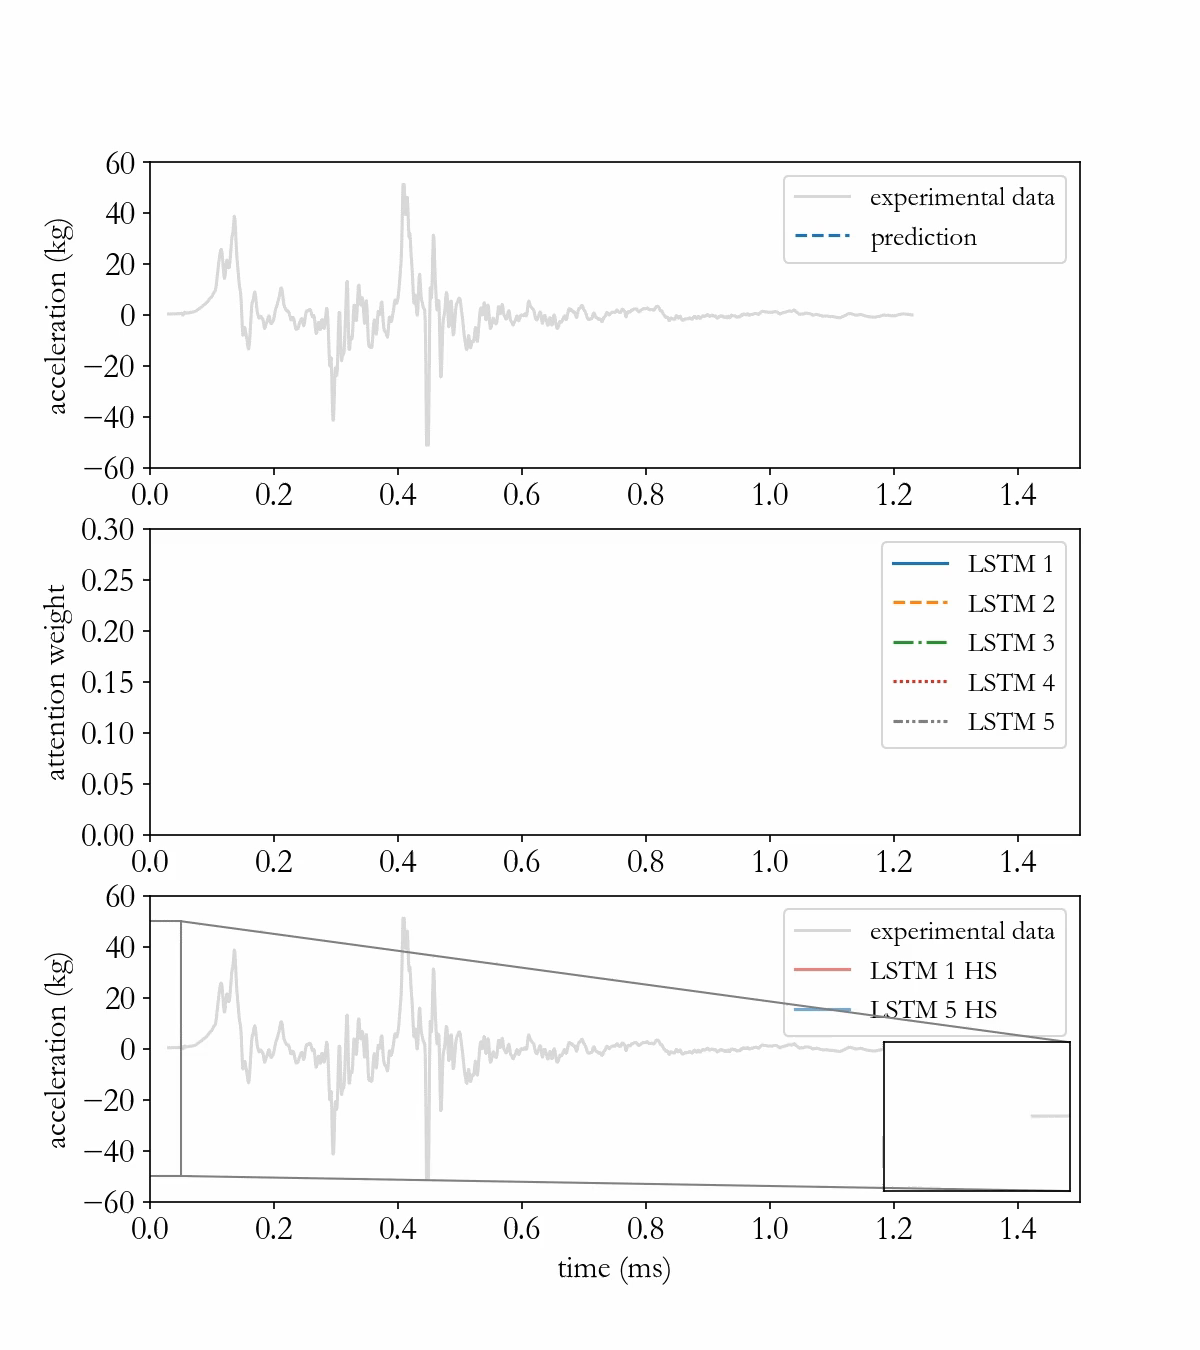 60
40
20
0
−20
−40
−60
acceleration (kg)
experimental data
prediction
0.0 0.2 0.4 0.6 0.8 1.0 1.2 1.4
0.30
0.25
0.20
0.15
0.10
0.05
0.00
attention weight
LSTM 1
LSTM 2
LSTM 3
LSTM 4
LSTM 5
0.0 0.2 0.4 0.6 0.8 1.0 1.2 1.4
60
40
20
0
−20
−40
−60
acceleration (kg)
experimental data
LSTM 1 HS
LSTM 5 HS
0.0 0.2 0.4 0.6 0.8 1.0 1.2 1.4
time (ms)